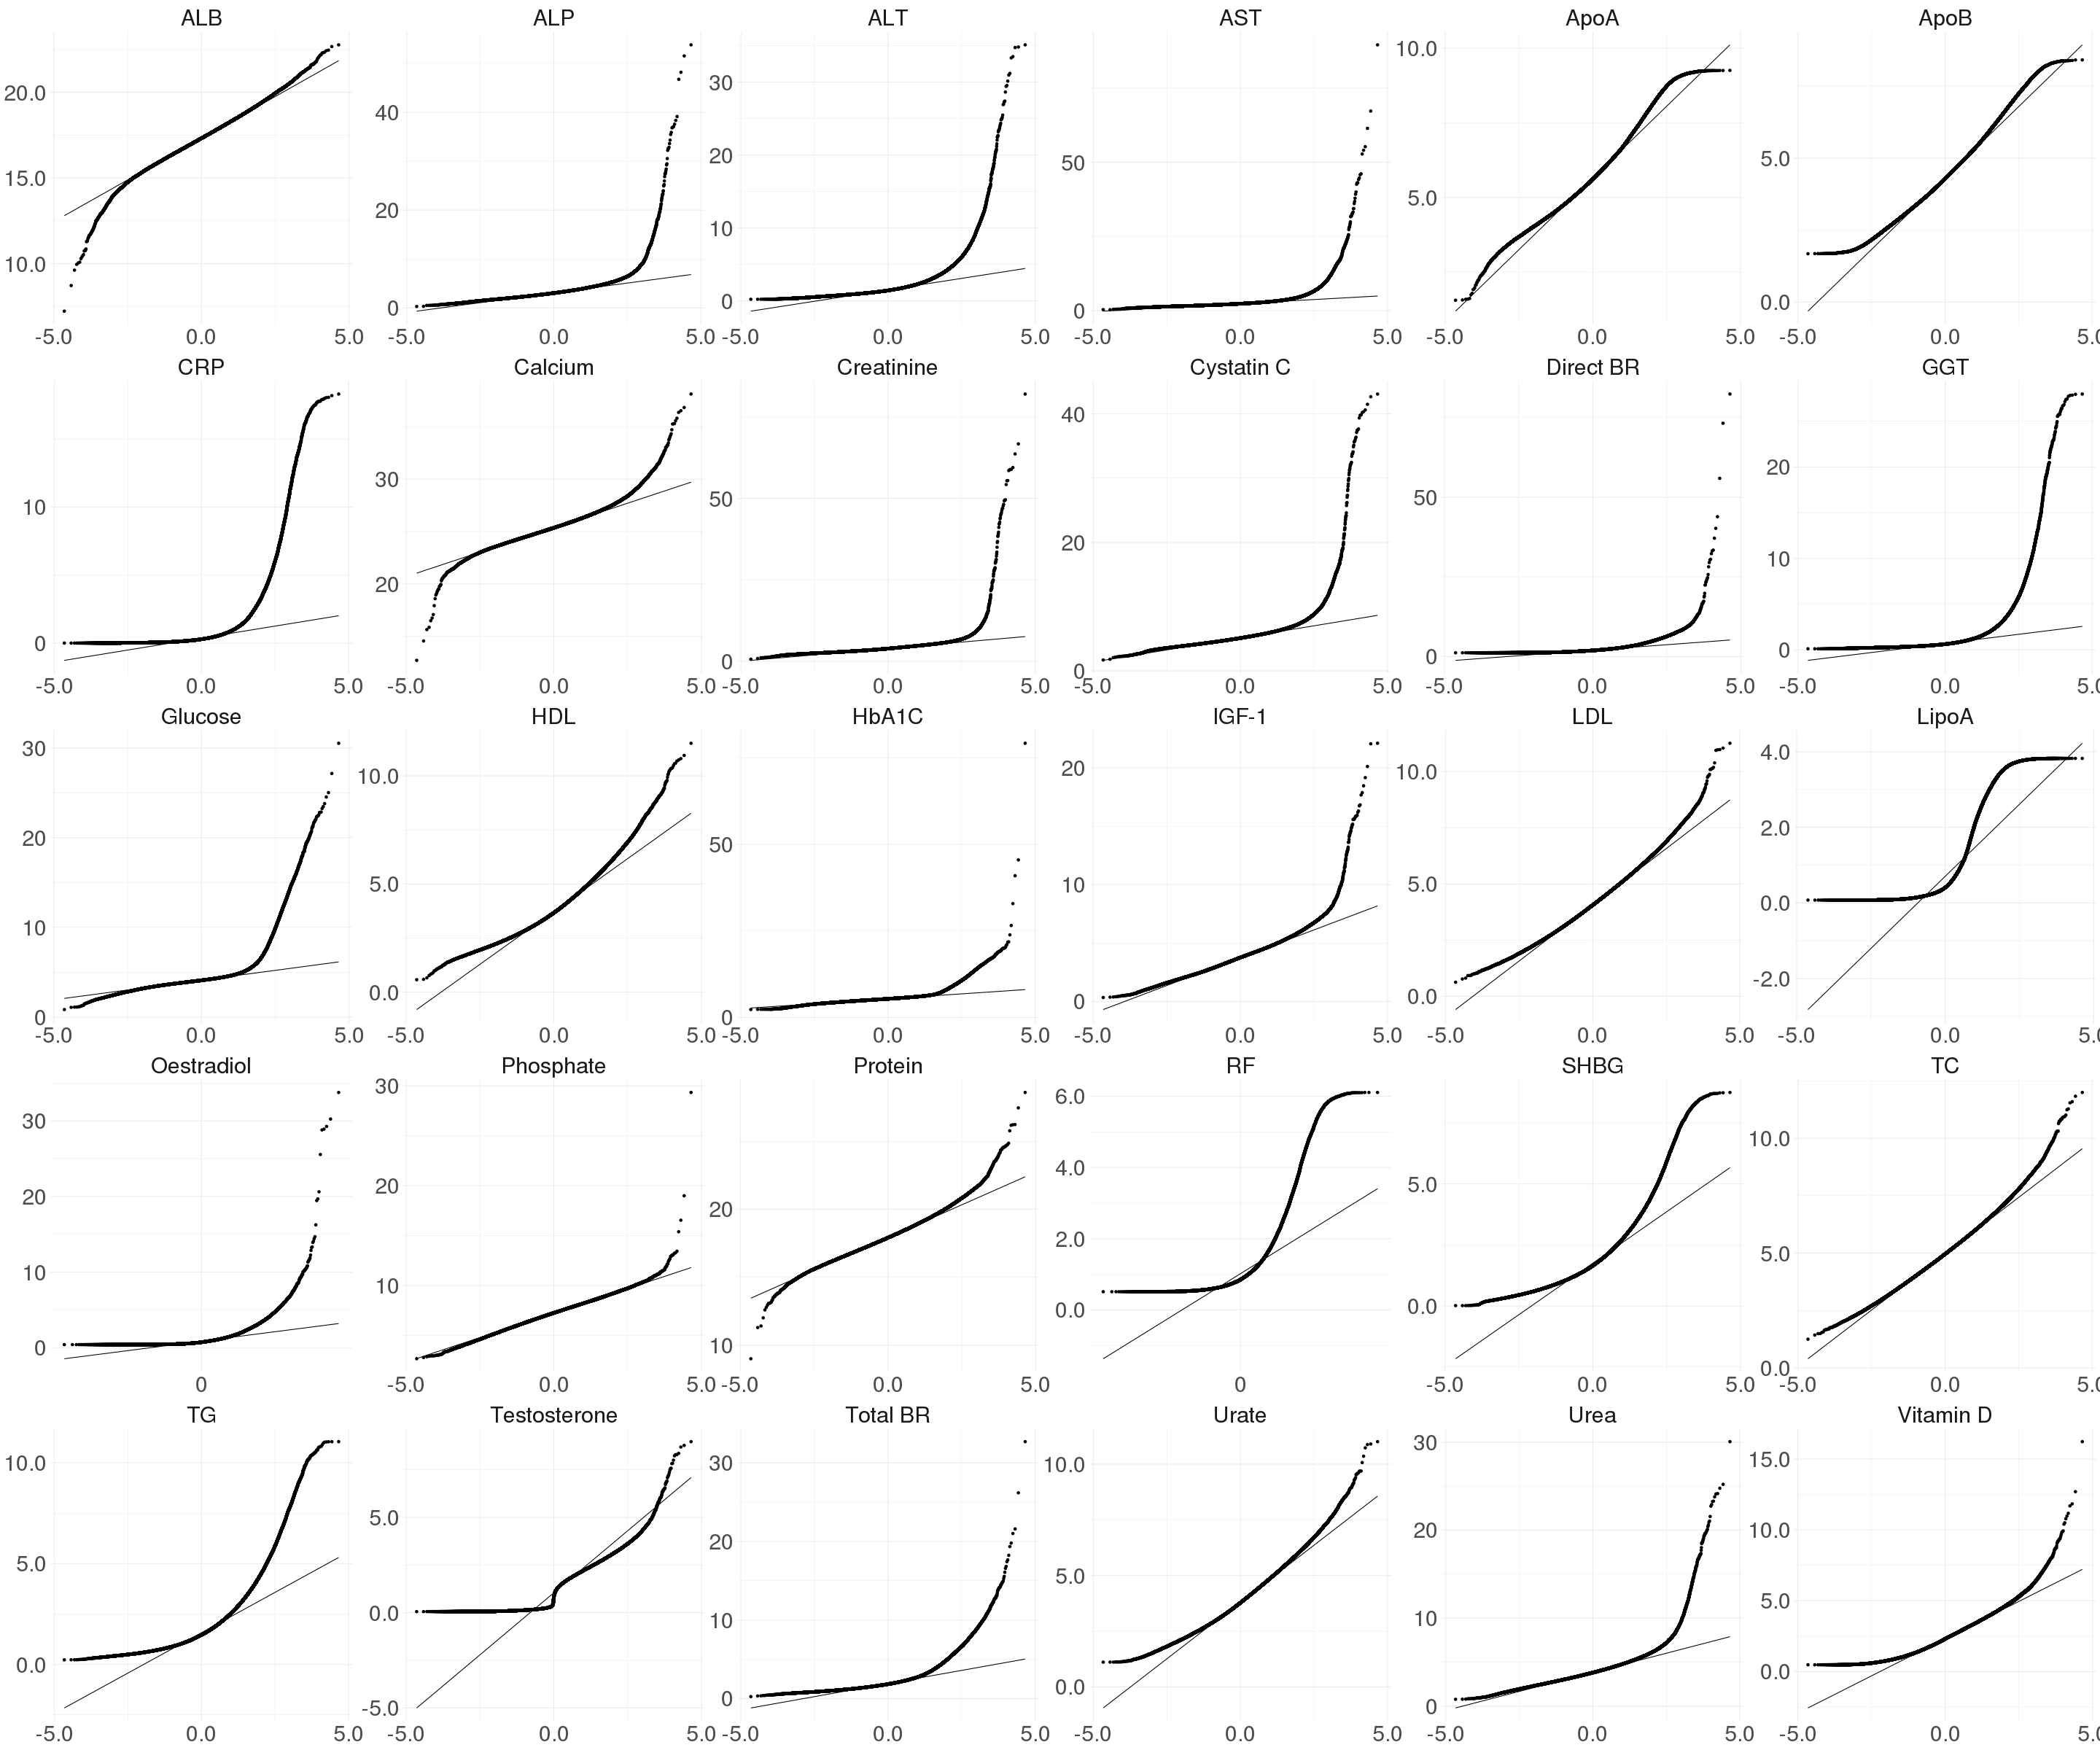 ALB ALP ALT AST ApoA ApoB
20.0 15.0 10.0 40 20 0 30 20 10 0 50 0 10.0 5.0 5.0 0.0
-5.0 0.0 5.0 -5.0 0.0 5.0 -5.0 0.0 5.0 -5.0 0.0 5.0 -5.0 0.0 5.0 -5.0 0.0
CRP Calcium Creatinine Cystatin C Direct BR GGT
10 0 30 20 50 0 40 20 0 50 0 20 10 0
-5.0 0.0 5.0 -5.0 0.0 5.0 -5.0 0.0 5.0 -5.0 0.0 5.0 -5.0 0.0 5.0 -5.0 0.0
Glucose HDL HbA1C IGF-1 LDL LipoA
30 20 10 0 10.0 5.0 0.0 50 0 20 10 0 10.0 5.0 0.0 4.0 2.0 0.0 -2.0
-5.0 0.0 5.0 -5.0 0.0 5.0 -5.0 0.0 5.0 -5.0 0.0 5.0 -5.0 0.0 5.0 -5.0 0.0
Oestradiol Phosphate Protein RF SHBG TC
30 20 10 0 30 20 10 20 10 6.0 4.0 2.0 0.0 5.0 0.0 10.0 5.0 0.0
0 -5.0 0.0 5.0 -5.0 0.0 5.0 0 -5.0 0.0 5.0 -5.0 0.0
TG Testosterone Total BR Urate Urea Vitamin D
10.0 5.0 0.0 5.0 0.0 -5.0 30 20 10 0 10.0 5.0 0.0 30 20 10 0 15.0 10.0 5.0 0.0
-5.0 0.0 5.0 -5.0 0.0 5.0 -5.0 0.0 5.0 -5.0 0.0 5.0 -5.0 0.0 5.0 -5.0 0.0